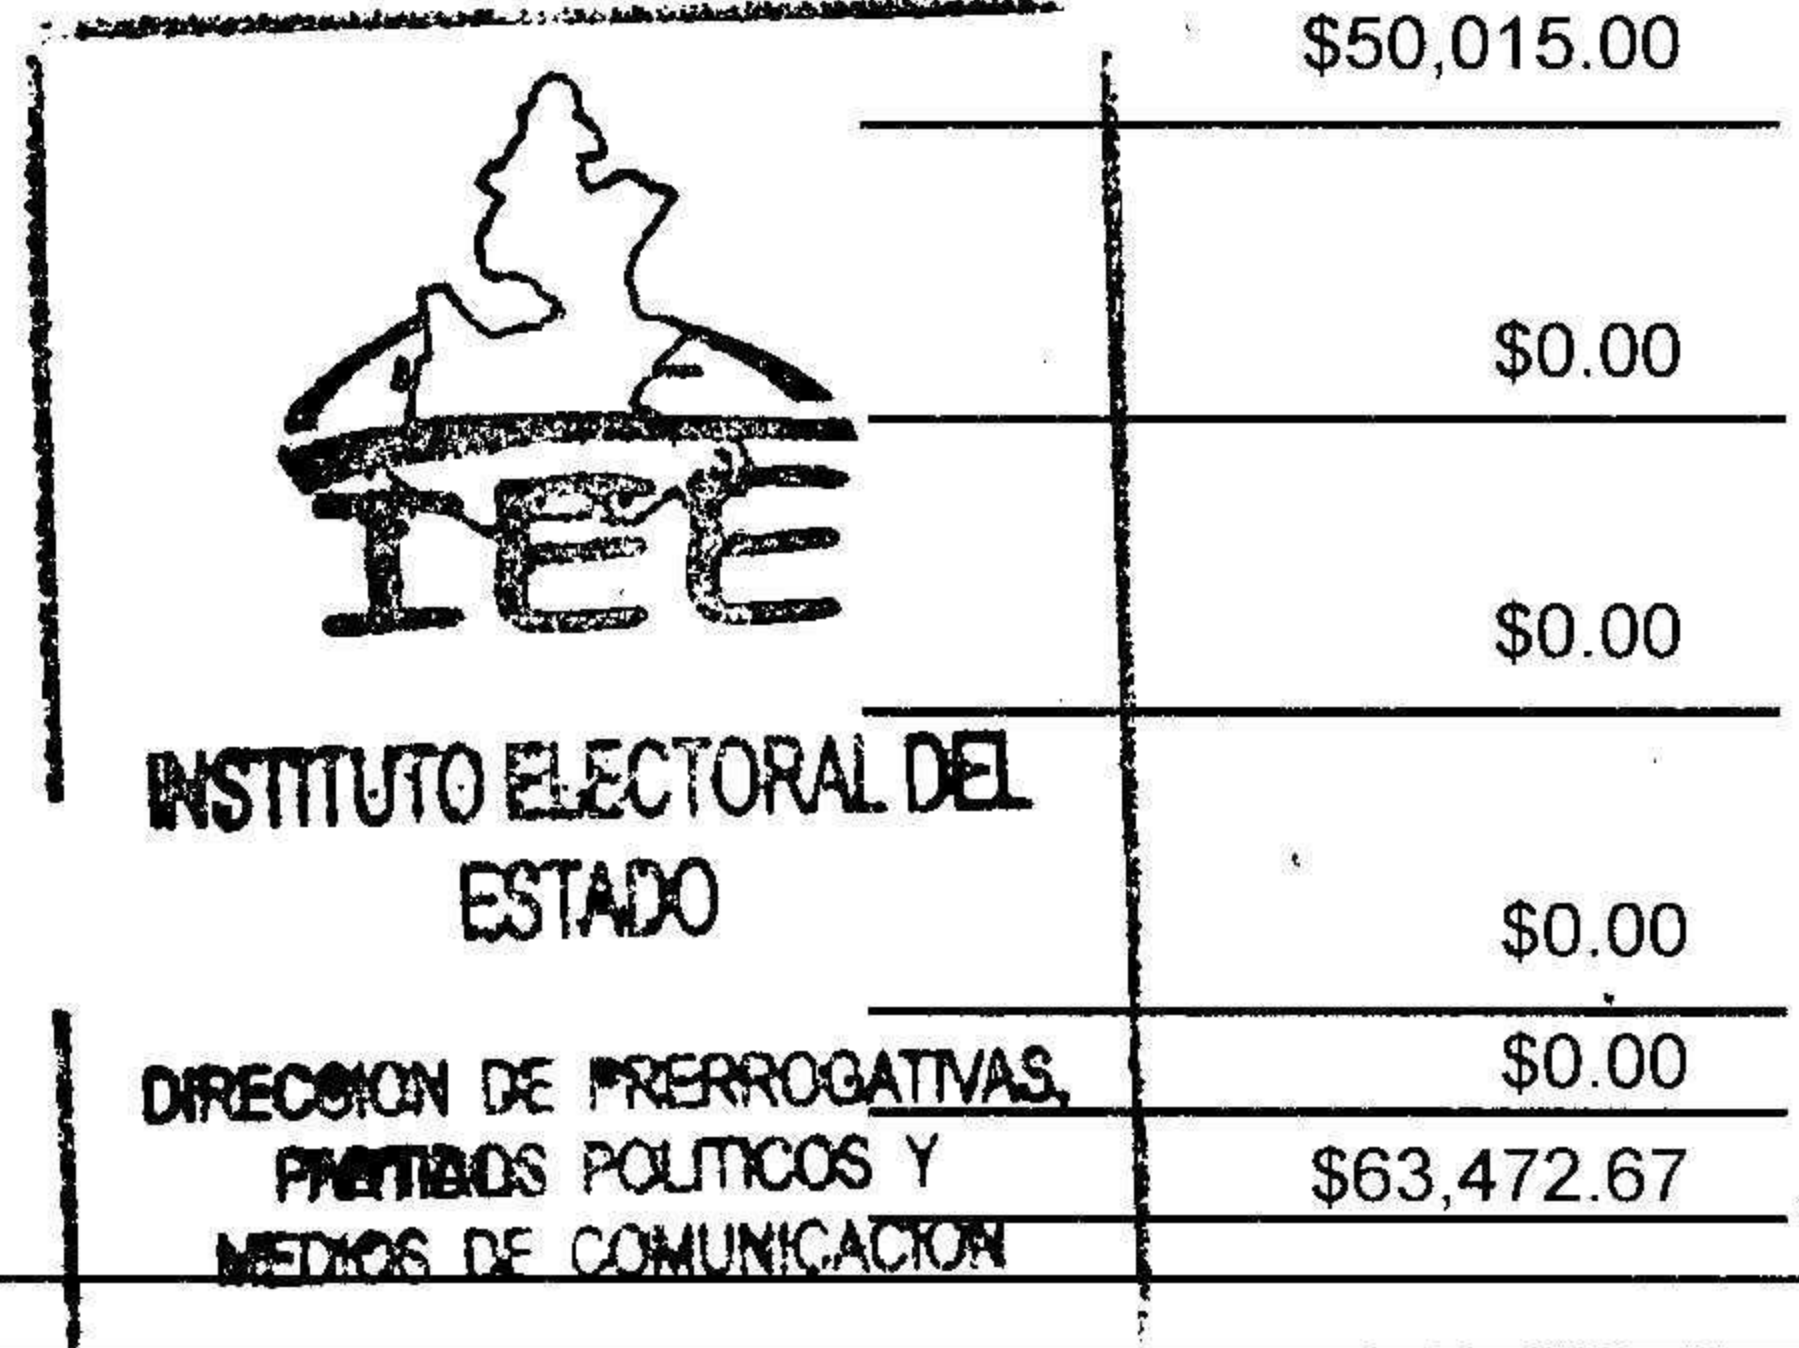 $50,015.00
$0.00
IEE
$0.00
INSTITUTO ELECTORAL DEL
ESTADO
$0.00
$0.00
DIRECCION DE PRERROGATIVAS,
PARTIDOS POLITICOS Y
$63,472.67
MEDIOS DE COMUNICACION